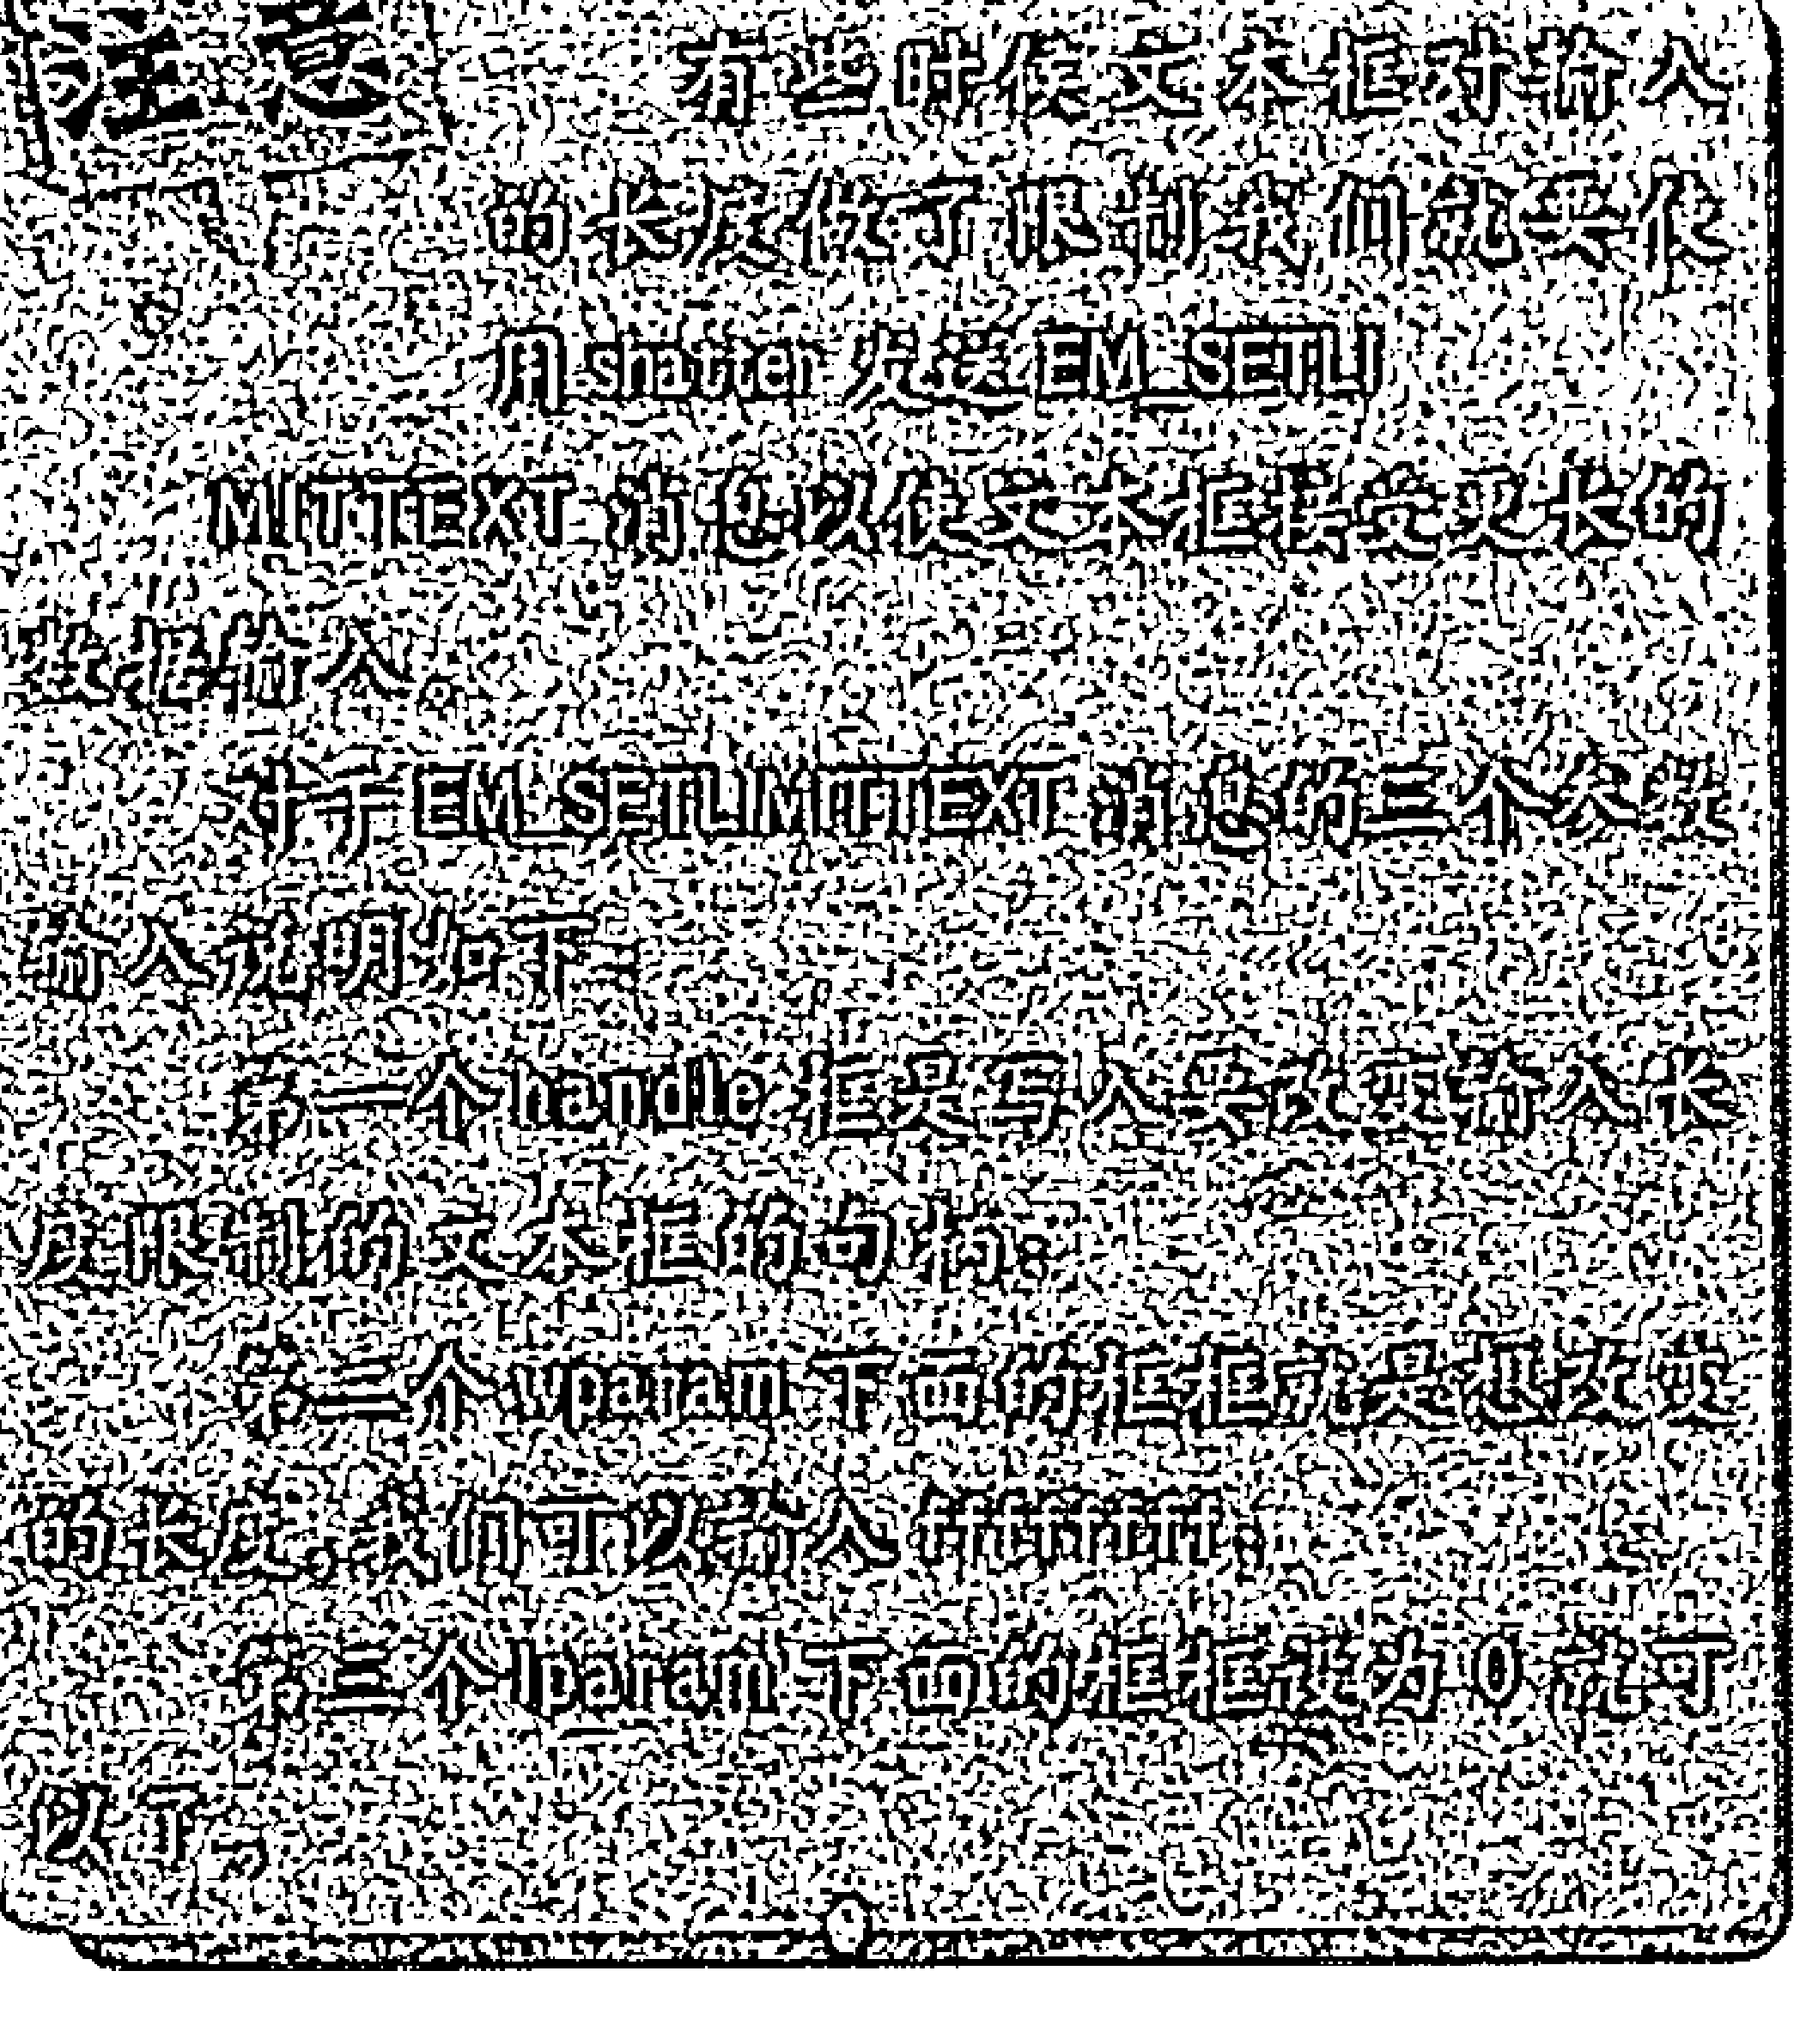 注意
有些时候文本框对输入
的长度做了限制我们就要使
用 shatter 发送 EM_SETLI
MITTEXT 消息以使文本框接受更长的
数据输入。
对于 EM_SETLIMITTEXT 消息的三个参数
输入说明如下:
第一个 handle 框是写入要改变输入长
度限制的文本框的句柄。
第二个 wparam 下面的框框就是想改成
的长度,我们可以输入 ffffffff;
第三个 lparam 下面的框框设为 0 就可
以了。